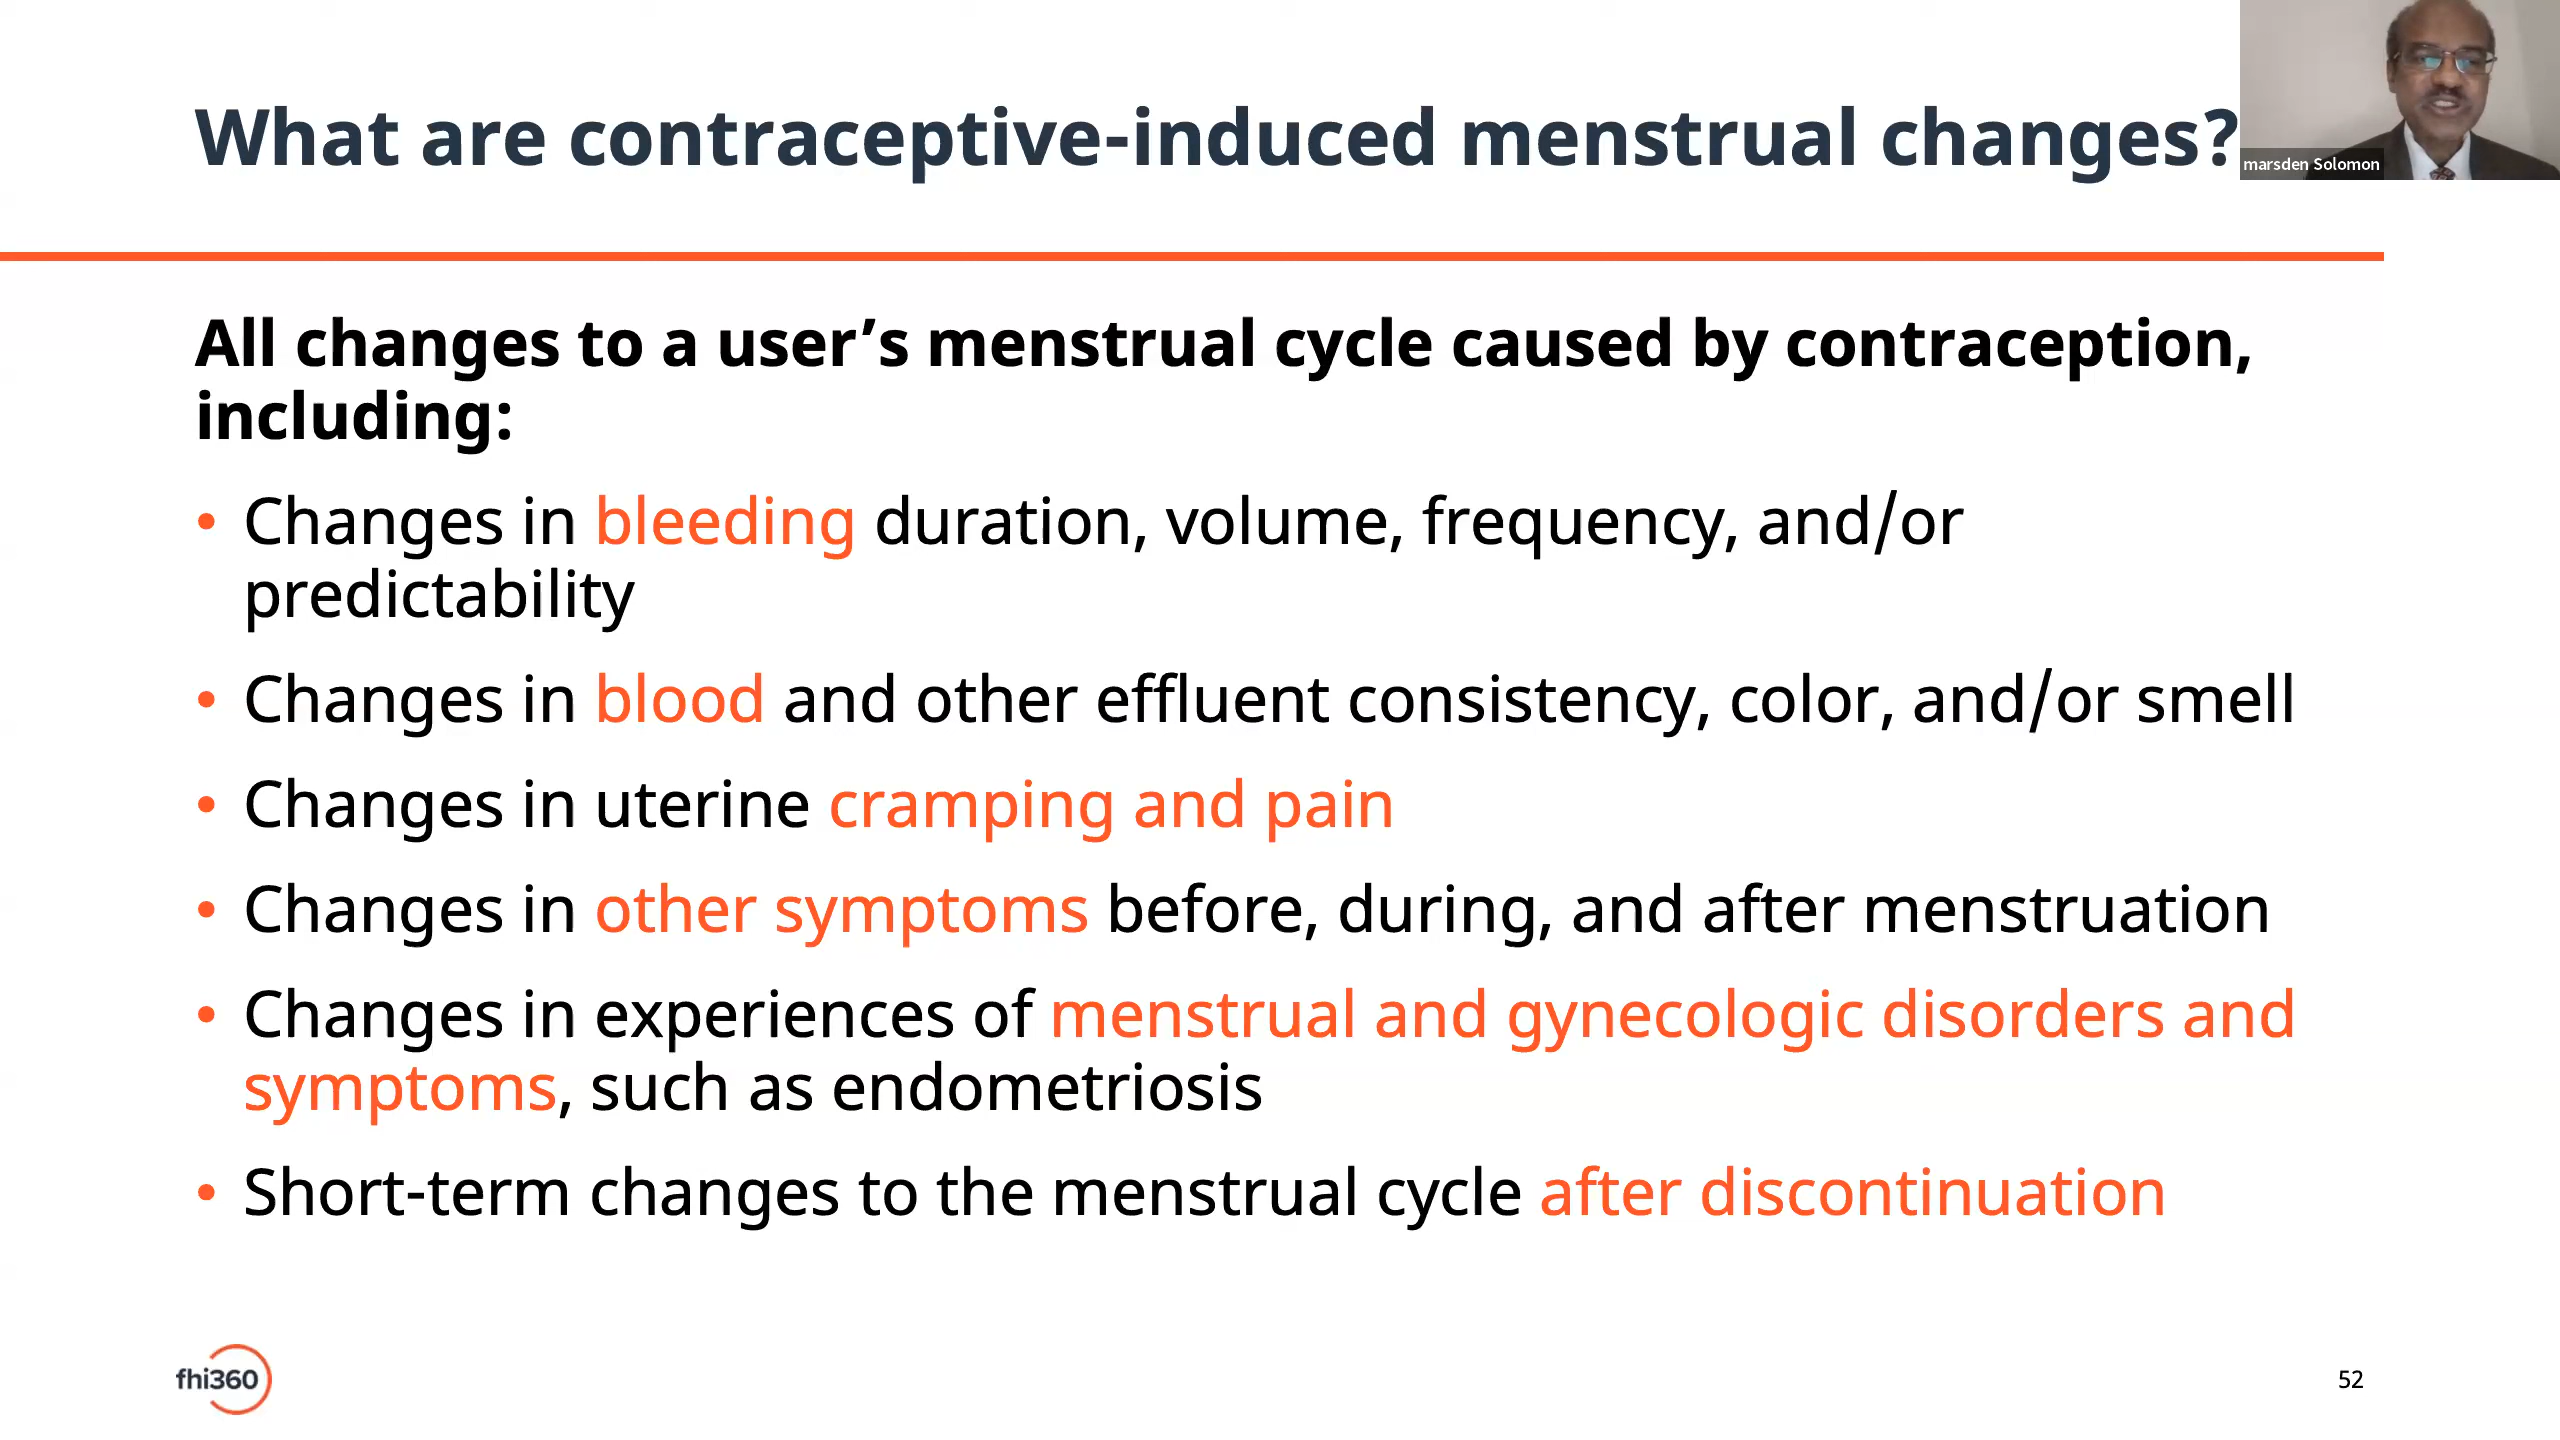 What are contraceptive-induced menstrual changes?
marsden Solomon
All changes to a user’s menstrual cycle caused by contraception,
including:
• Changes in bleeding duration, volume, frequency, and/or
predictability
• Changes in blood and other effluent consistency, color, and/or smell
• Changes in uterine cramping and pain
• Changes in other symptoms before, during, and after menstruation
• Changes in experiences of menstrual and gynecologic disorders and
symptoms, such as endometriosis
• Short-term changes to the menstrual cycle after discontinuation
fhi360
52